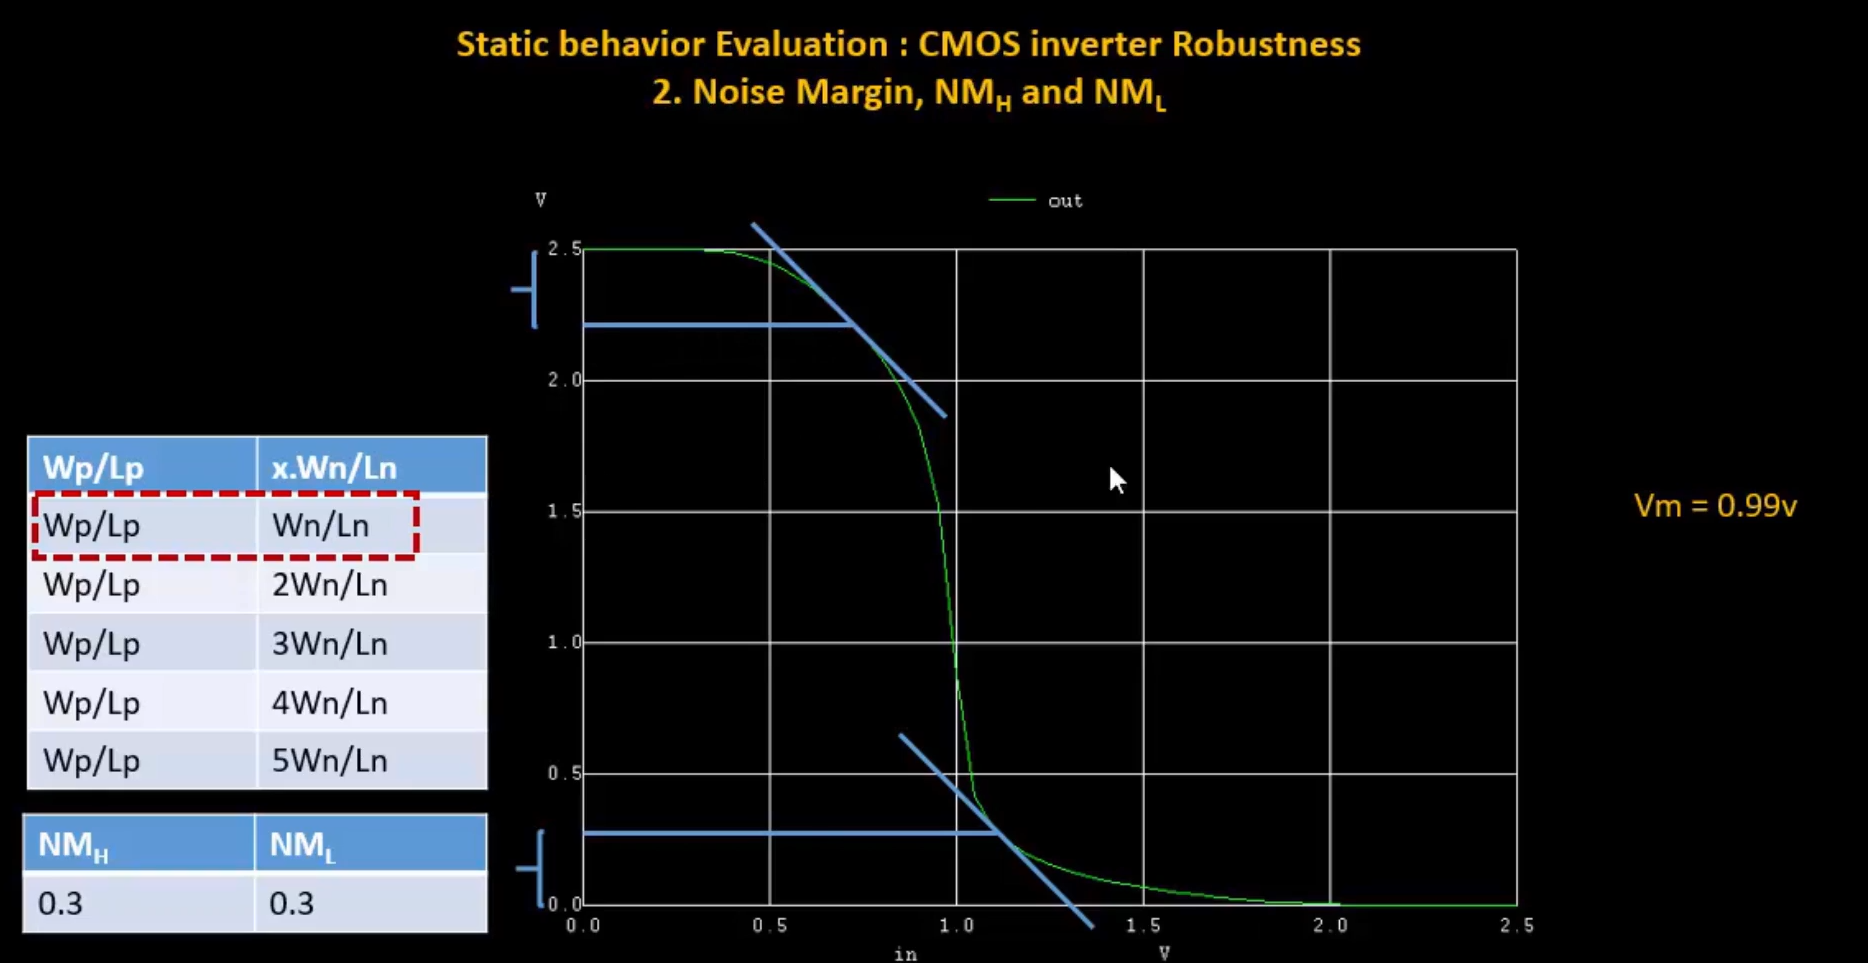 Static behavior Evaluation : CMOS inverter Robustness
2. Noise Margin, NMH and NML
V
out
2.5
2.0
1.5
1.0
0.5
0.0
0.0 0.5 1.0 1.5 2.0 2.5
in V
Wp/Lp x.Wn/Ln
Wp/Lp Wn/Ln
Wp/Lp 2Wn/Ln
Wp/Lp 3Wn/Ln
Wp/Lp 4Wn/Ln
Wp/Lp 5Wn/Ln
NMH NML
0.3 0.3
Vm = 0.99v